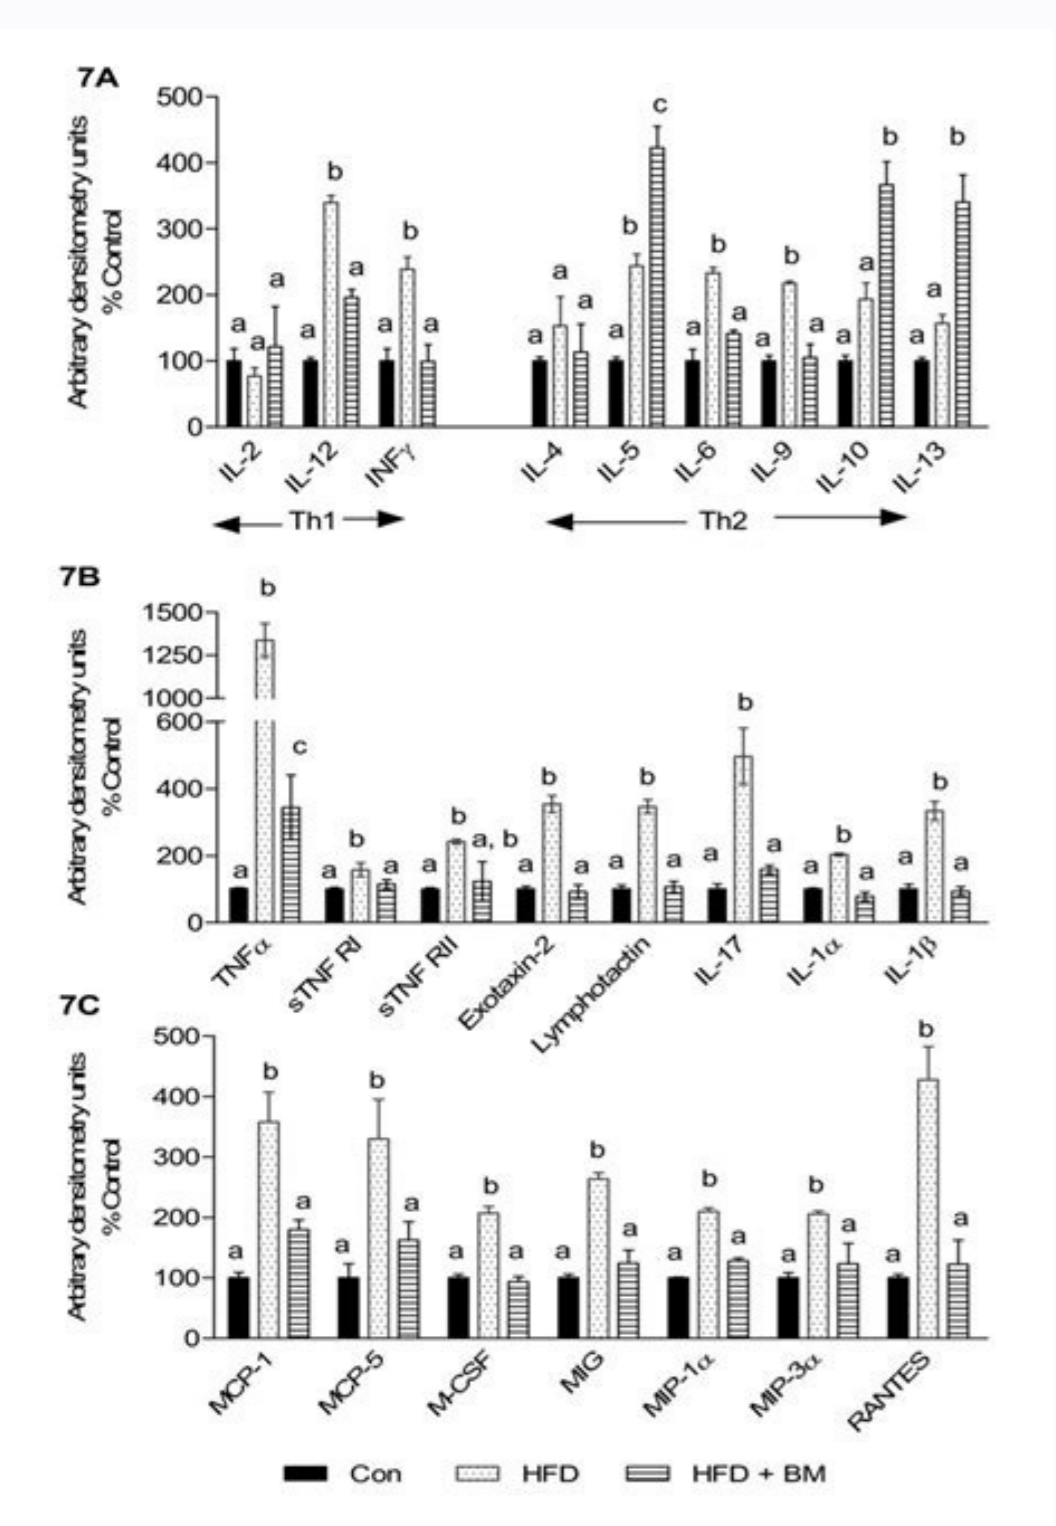 7A
Arbitrary densitometry units
% Control
500
400
300
200
100
0
a a a
a b a
a b a
a a a
a b c
a b a
a b a
a a b
a a b
IL-2 IL-12 INFγ IL-4 IL-5 IL-6 IL-9 IL-10 IL-13
Th1 Th2
7B
Arbitrary densitometry units
% Control
1500
1250
1000
600
400
200
0
a b c
a b a
a b a, b
a b a
a b a
a b a
a b a
a b a
TNFα sTNF RI sTNF RII Exotaxin-2 Lymphotactin IL-17 IL-1α IL-1β
7C
Arbitrary densitometry units
% Control
500
400
300
200
100
0
a b a
a b a
a b a
a b a
a b a
a b a
a b a
MCP-1 MCP-5 M-CSF MIG MIP-1α MIP-3α RANTES
Con HFD HFD + BM